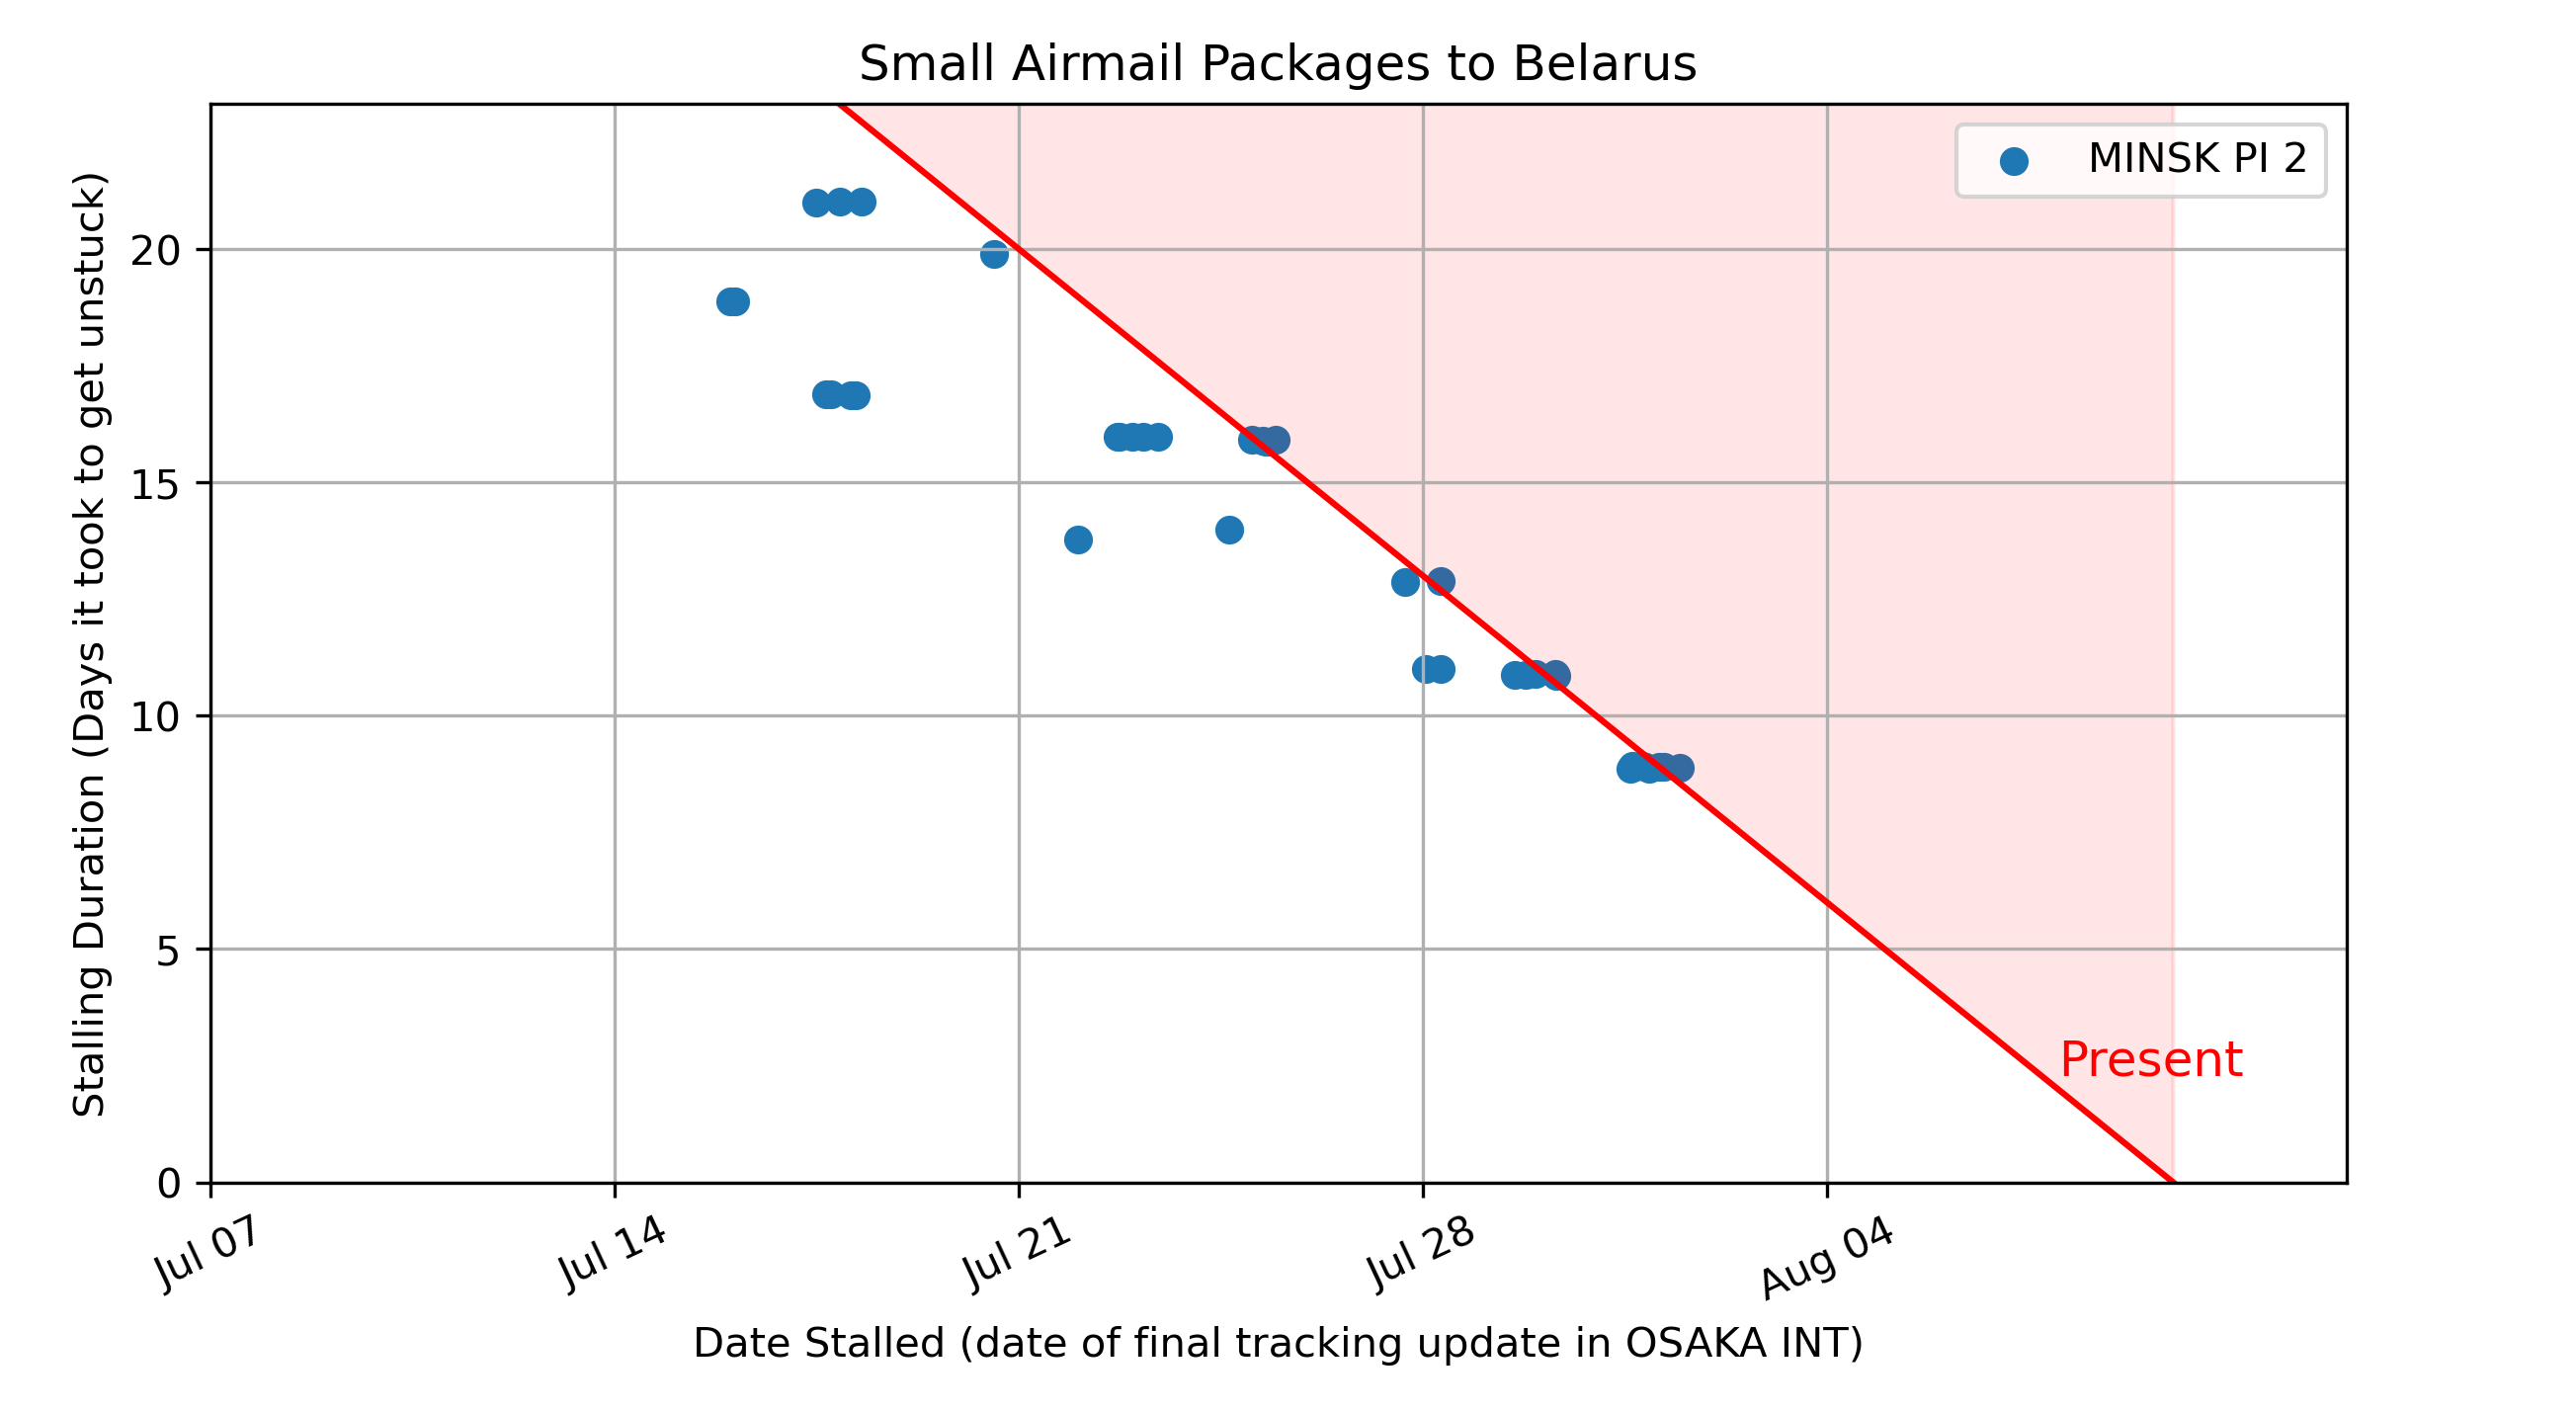 Small Airmail Packages to Belarus
MINSK PI 2
Present
Stalling Duration (Days it took to get unstuck)
20
15
10
5
0
Jul 07
Jul 14
Jul 21
Jul 28
Aug 04
Date Stalled (date of final tracking update in OSAKA INT)